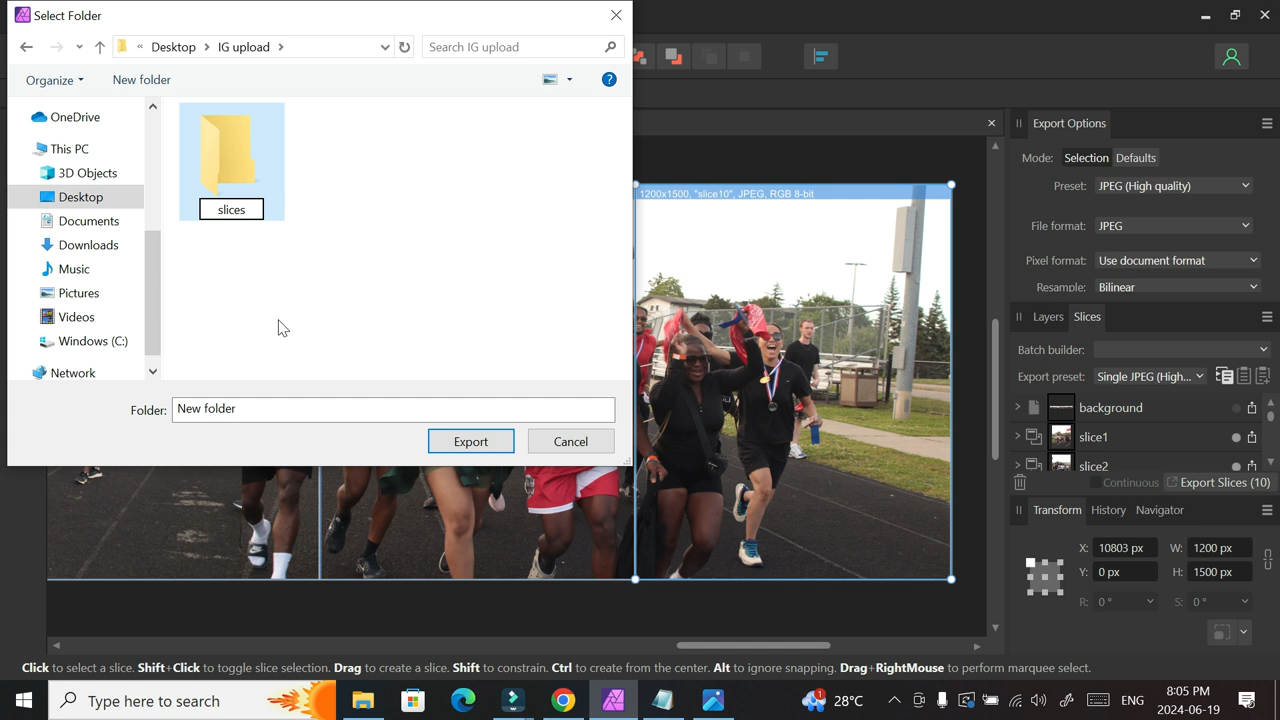 Select Folder
« Desktop > IG upload >
Search IG upload
Organize
New folder
OneDrive
This PC
3D Objects
Desktop
Documents
Downloads
Music
Pictures
Videos
Windows (C:)
Network
slices
Folder: New folder
Export
Cancel
1200x1500, "slice10", JPEG, RGB 8-bit
Export Options
Mode: Selection Defaults
Preset: JPEG (High quality)
File format: JPEG
Pixel format: Use document format
Resample: Bilinear
Layers Slices
Batch builder:
Export preset: Single JPEG (High...
background
slice1
slice2
Continuous Export Slices (10)
Transform History Navigator
X: 10803 px W: 1200 px
Y: 0 px H: 1500 px
R: 0 ° S: 0 °
Click to select a slice. Shift+Click to toggle slice selection. Drag to create a slice. Shift to constrain. Ctrl to create from the center. Alt to ignore snapping. Drag+RightMouse to perform marquee select.
Type here to search
1
28°C
ENG
8:05 PM
2024-06-19